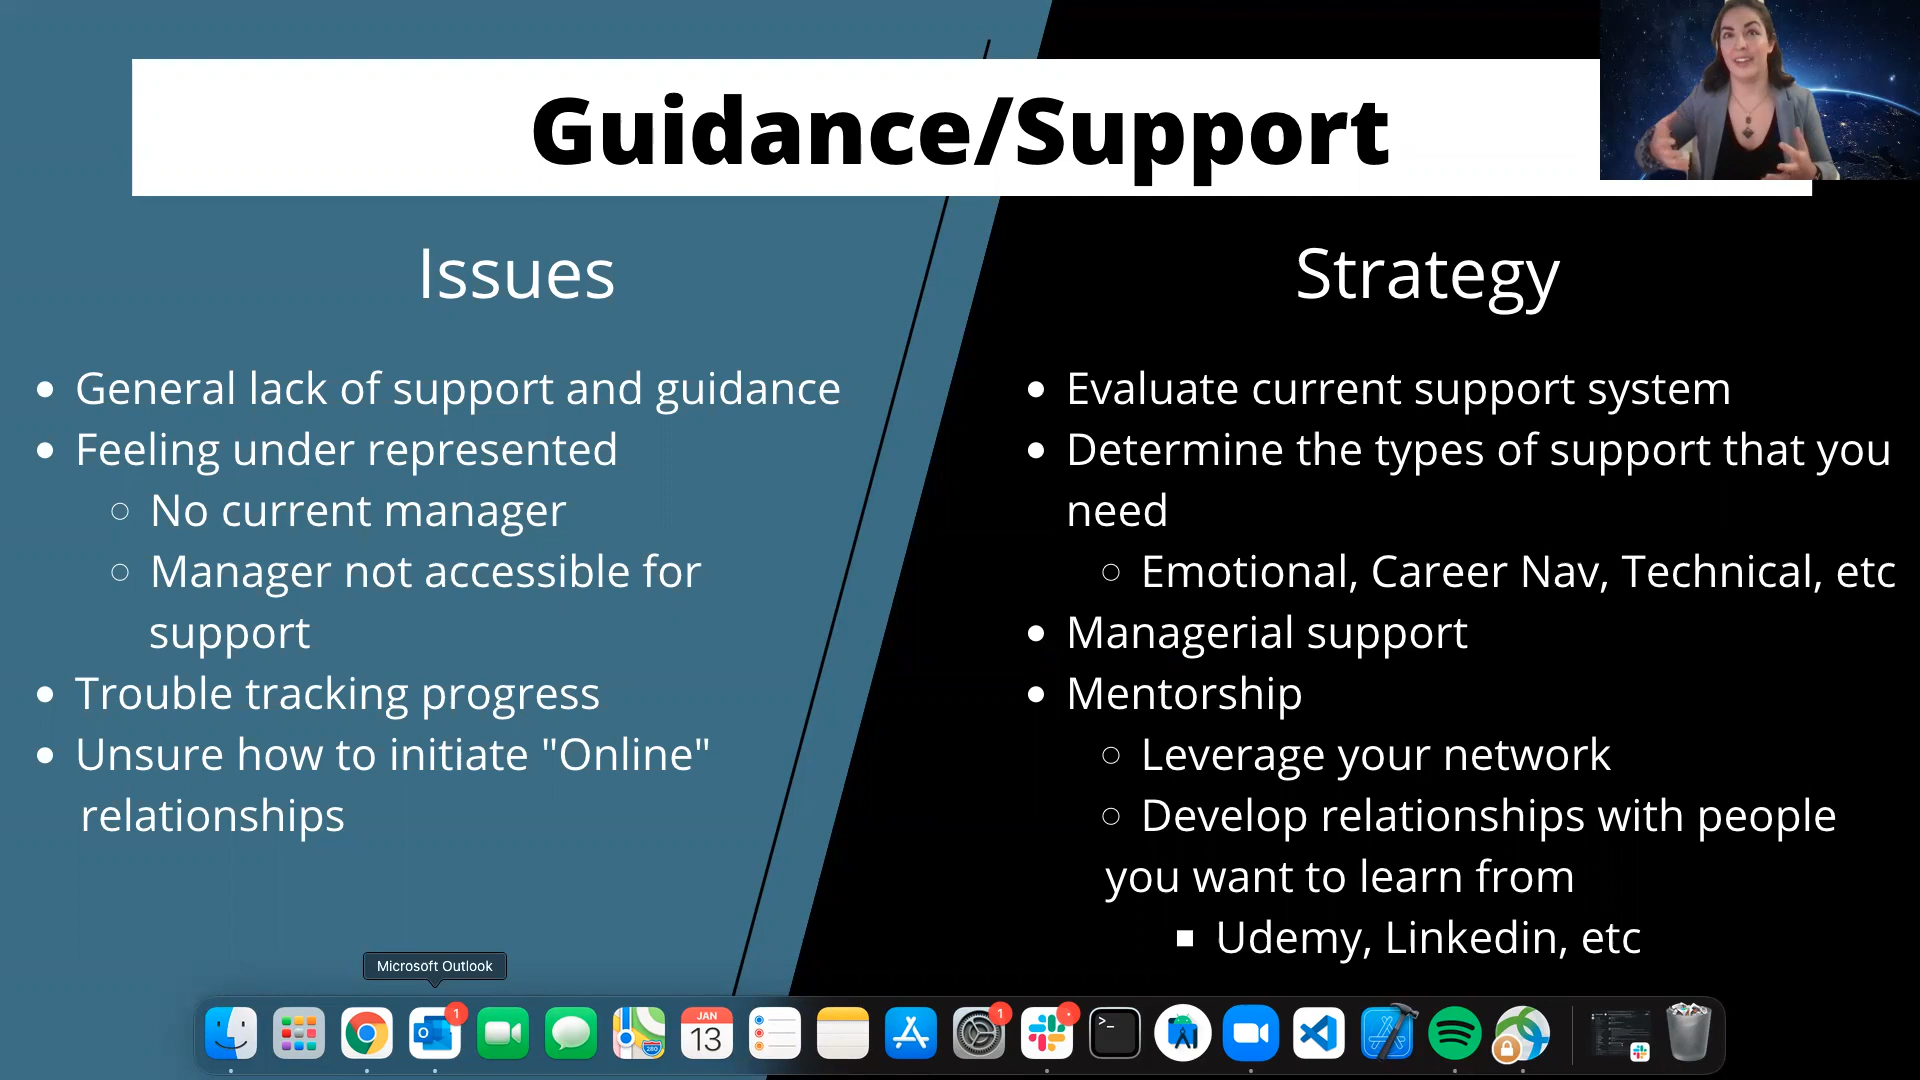 Guidance/Support
Issues
• General lack of support and guidance
• Feeling under represented
○ No current manager
○ Manager not accessible for
support
• Trouble tracking progress
• Unsure how to initiate "Online"
relationships
Strategy
• Evaluate current support system
• Determine the types of support that you
need
○ Emotional, Career Nav, Technical, etc
• Managerial support
• Mentorship
○ Leverage your network
○ Develop relationships with people
you want to learn from
▪ Udemy, Linkedin, etc
Microsoft Outlook
1
JAN
13
280
1
>_